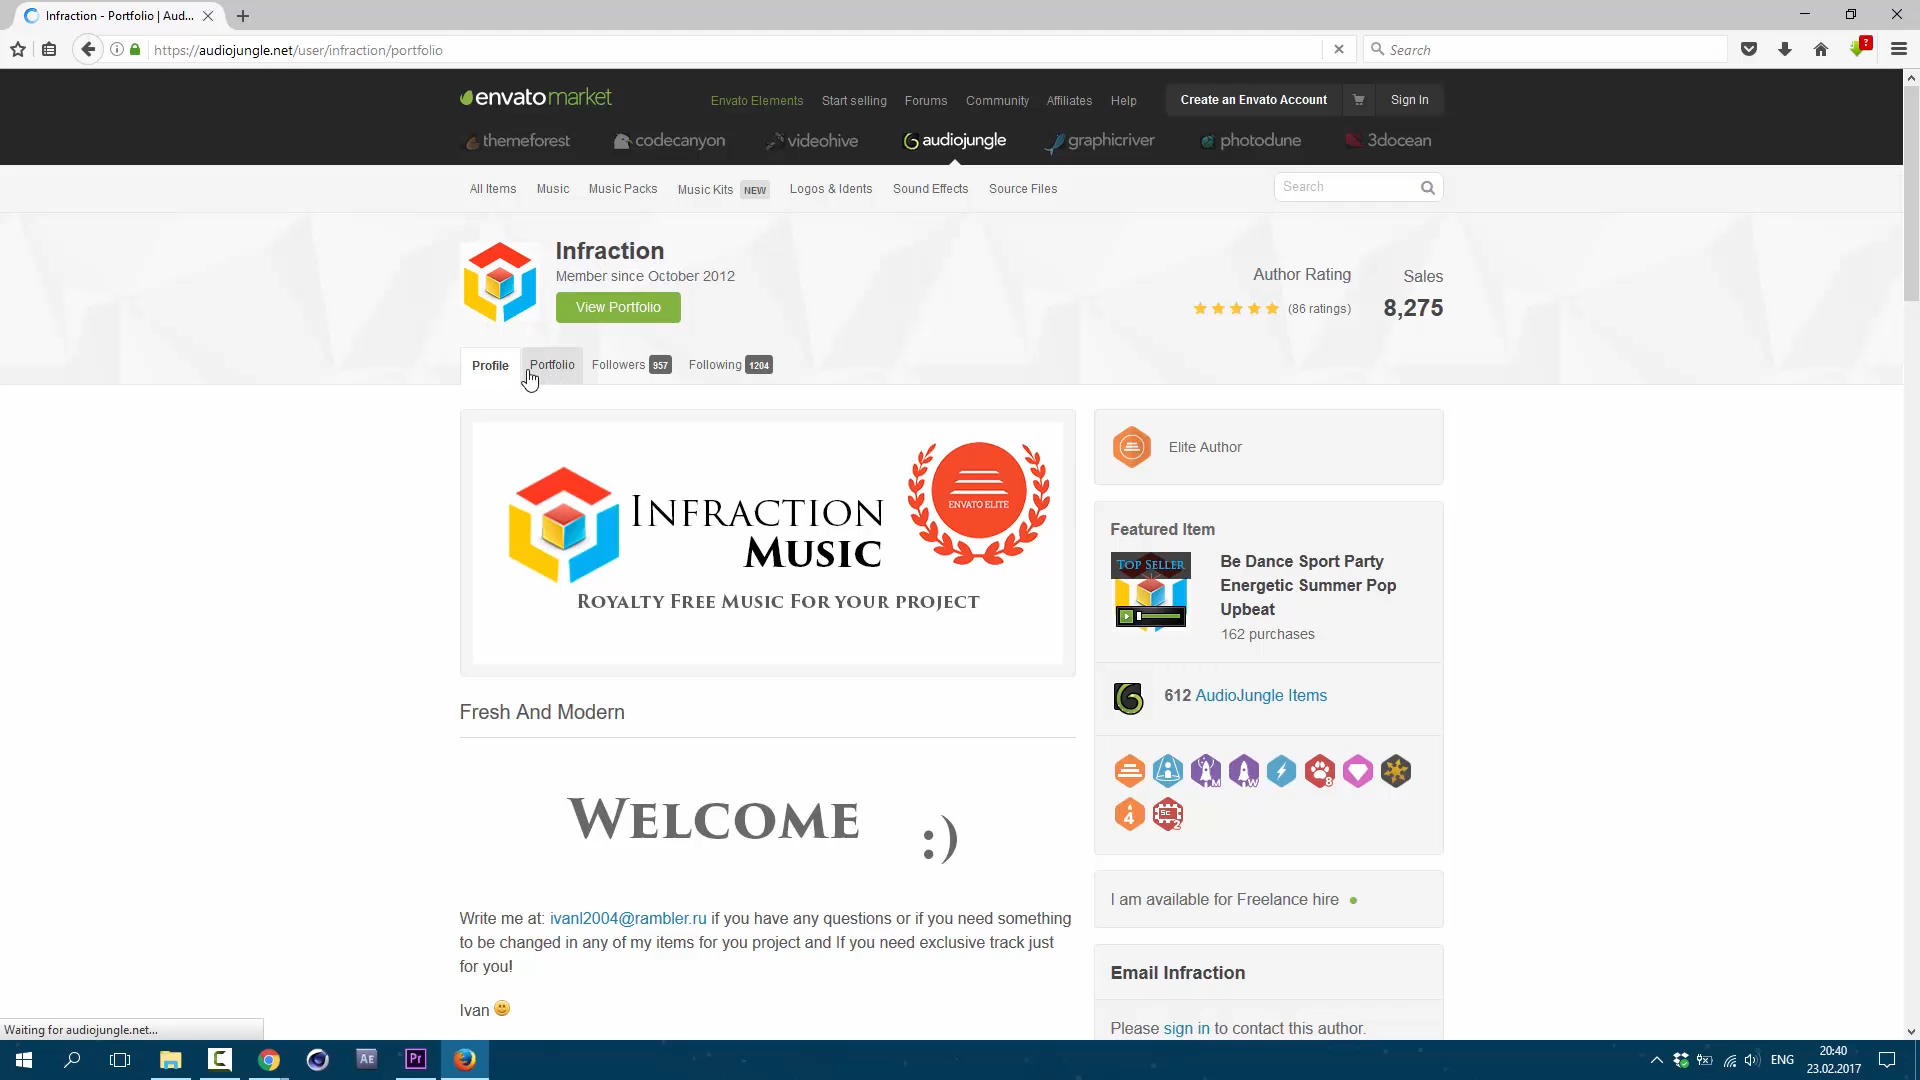 Infraction - Portfolio | Aud...
https://audiojungle.net/user/infraction/portfolio
Search
?
envatomarket
Envato Elements Start selling Forums Community Affiliates Help
Create an Envato Account
Sign In
themeforest codecanyon videohive audiojungle graphicriver photodune 3docean
All Items Music Music Packs Music Kits NEW Logos & Idents Sound Effects Source Files
Search
Infraction
Member since October 2012
View Portfolio
Author Rating
(86 ratings)
Sales
8,275
Profile Portfolio Followers 957 Following 1204
INFRACTION
MUSIC
ROYALTY FREE MUSIC FOR YOUR PROJECT
ENVATO ELITE
Elite Author
Featured Item
TOP SELLER
Be Dance Sport Party
Energetic Summer Pop
Upbeat
162 purchases
612 AudioJungle Items
M
W
8
4
Sc
2
Fresh And Modern
WELCOME :)
Write me at: ivanl2004@rambler.ru if you have any questions or if you need something
to be changed in any of my items for you project and If you need exclusive track just
for you!
Ivan
I am available for Freelance hire
Email Infraction
Please sign in to contact this author.
Waiting for audiojungle.net...
Ae
Pr
ENG
20:40
23.02.2017